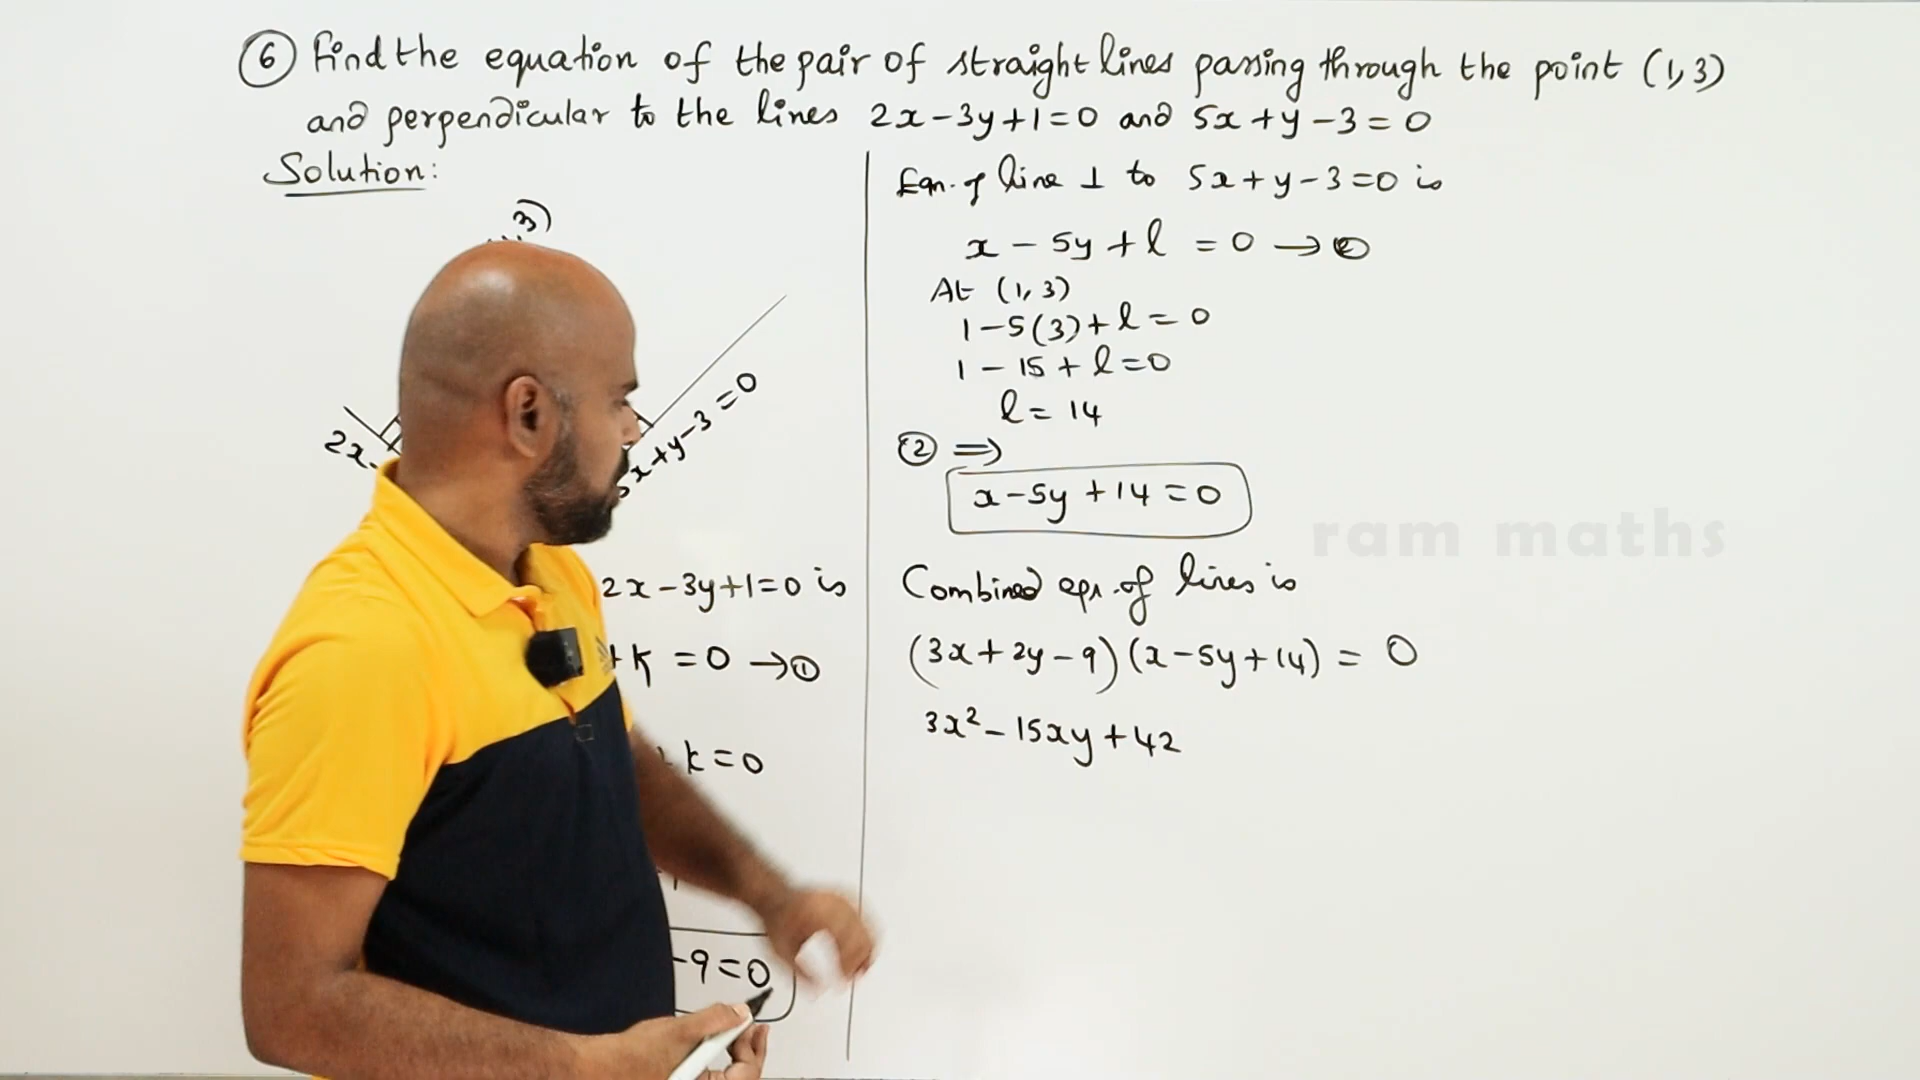 ⑥ Find the equation of the pair of straight lines passing through the point (1,3)
and perpendicular to the lines 2x-3y+1=0 and 5x+y-3=0
Solution:
3)
2x-
x+y-3=0
2x-3y+1=0 is
+k=0→①
k=0
-9=0
Eqn. of line ⊥ to 5x+y-3=0 is
x-5y+l=0→②
At (1,3)
1-5(3)+l=0
1-15+l=0
l=14
② ⇒
x-5y+14=0
Combined eqn. of lines is
(3x+2y-9)(x-5y+14)=0
3x²-15xy+42
ram maths